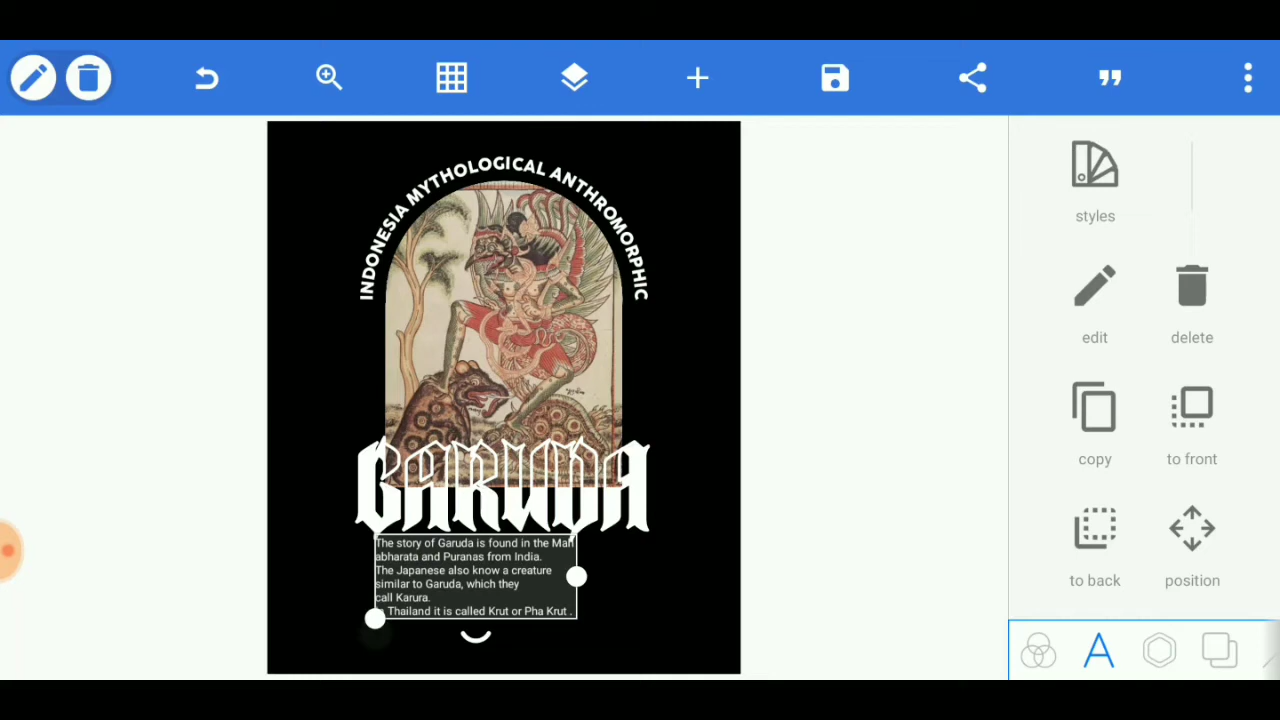 INDONESIA MYTHOLOGICAL ANTHROMORPHIC
GARUDA
The story of Garuda is found in the Mah
abharata and Puranas from India.
The Japanese also know a creature
similar to Garuda, which they
call Karura.
Thailand it is called Krut or Pha Krut .
styles
edit
delete
copy
to front
to back
position